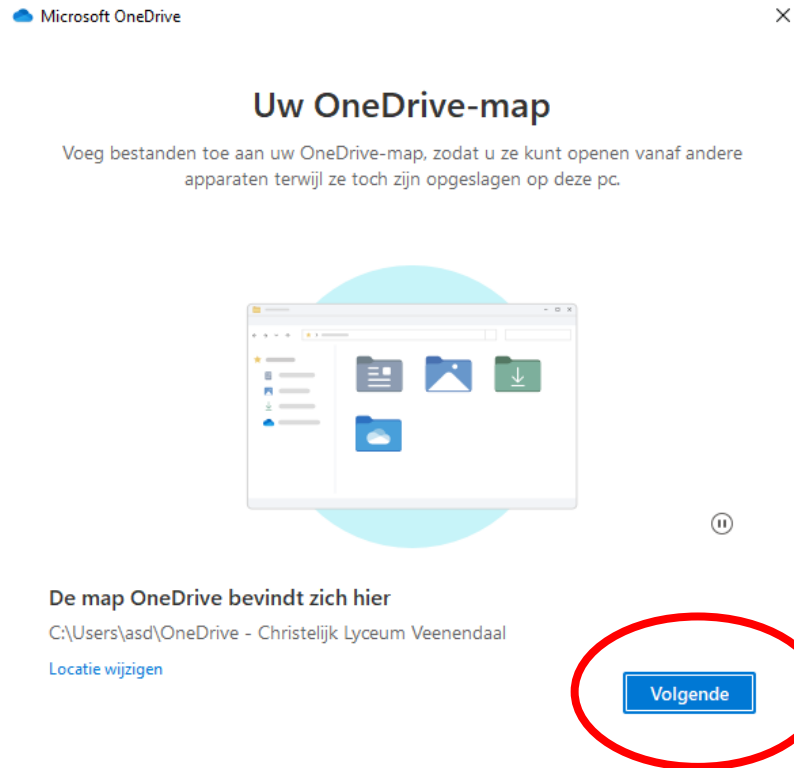 Microsoft OneDrive
Uw OneDrive-map
Voeg bestanden toe aan uw OneDrive-map, zodat u ze kunt openen vanaf andere
apparaten terwijl ze toch zijn opgeslagen op deze pc.
De map OneDrive bevindt zich hier
C:\Users\asd\OneDrive - Christelijk Lyceum Veenendaal
Locatie wijzigen
Volgende